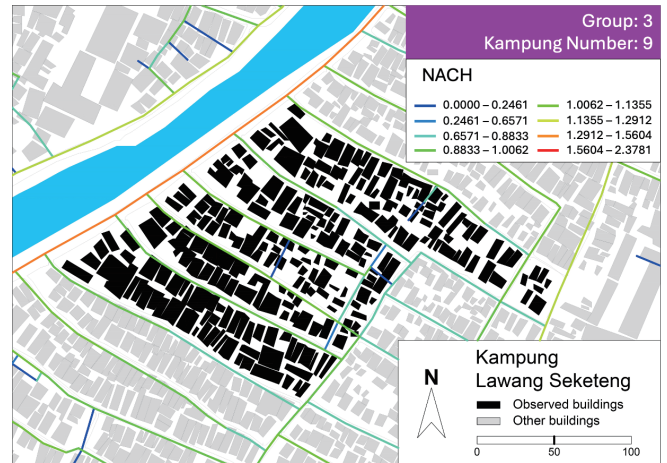 Group: 3
Kampung Number: 9
NACH
0.0000 – 0.2461
0.2461 – 0.6571
0.6571 – 0.8833
0.8833 – 1.0062
1.0062 – 1.1355
1.1355 – 1.2912
1.2912 – 1.5604
1.5604 – 2.3781
Kampung
Lawang Seketeng
N
Observed buildings
Other buildings
0 50 100